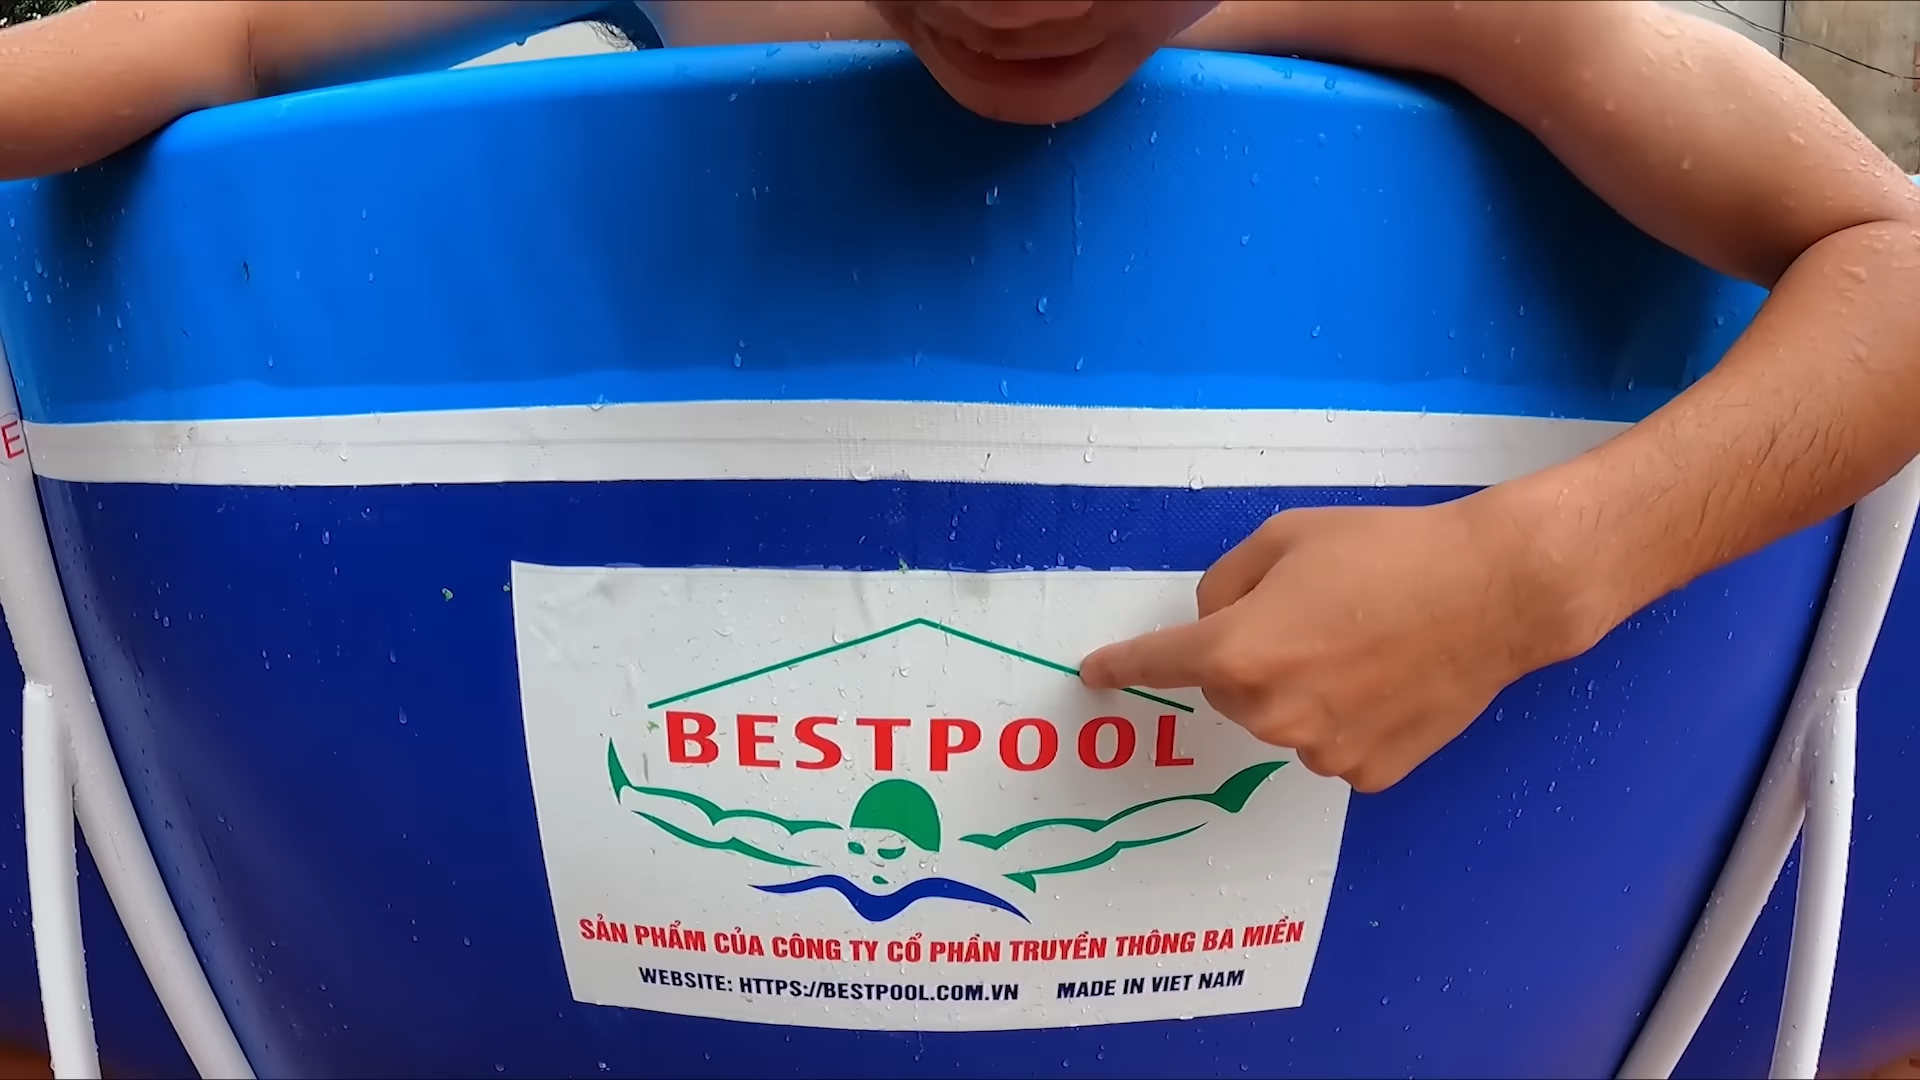 E
BESTPOOL
SẢN PHẨM CỦA CÔNG TY CỔ PHẦN TRUYỀN THÔNG BA MIỀN
WEBSITE: HTTPS://BESTPOOL.COM.VN MADE IN VIET NAM